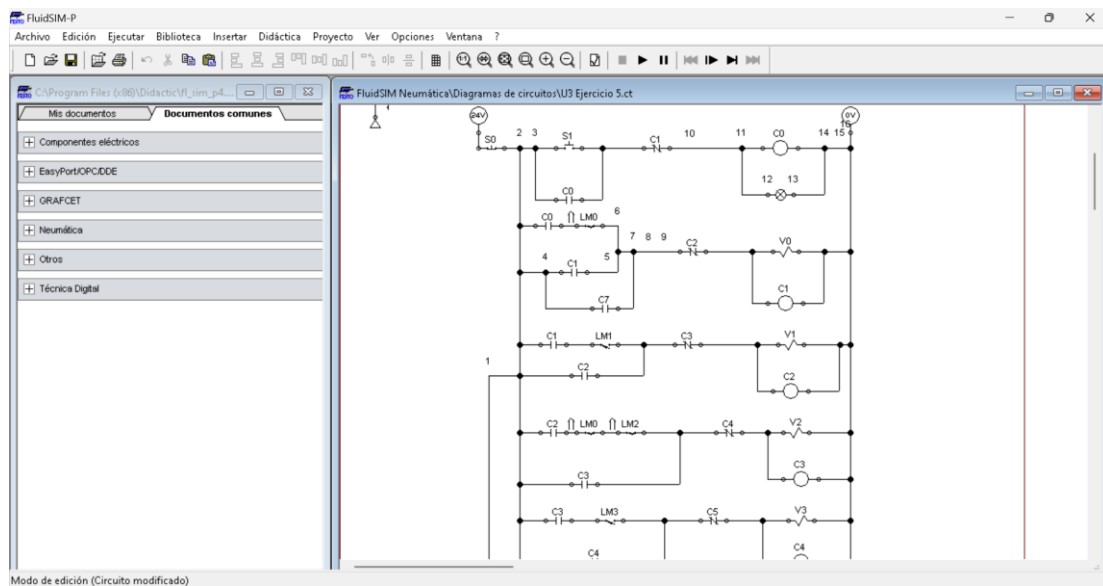 FluidSIM-P
Archivo Edición Ejecutar Biblioteca Insertar Didáctica Proyecto Ver Opciones Ventana ?
C:\Program Files (x86)\Didactic\fl_sim_p4....
Mis documentos Documentos comunes
Componentes eléctricos
EasyPort/OPC/DDE
GRAFCET
Neumática
Otros
Técnica Digital
FluidSIM Neumática\Diagramas de circuitos\U3 Ejercicio 5.ct
24V 0V
16
S0 2 3 S1 C1 10 11 C0 14 15
12 13
C0
C0 LM0 6
7 8 9 C2 V0
4 C1 5
C7 C1
C1 LM1 C3 V1
1 C2 C2
C2 LM0 LM2 C4 V2
C3 C3
C3 LM3 C5 V3
C4 C4
Modo de edición (Circuito modificado)